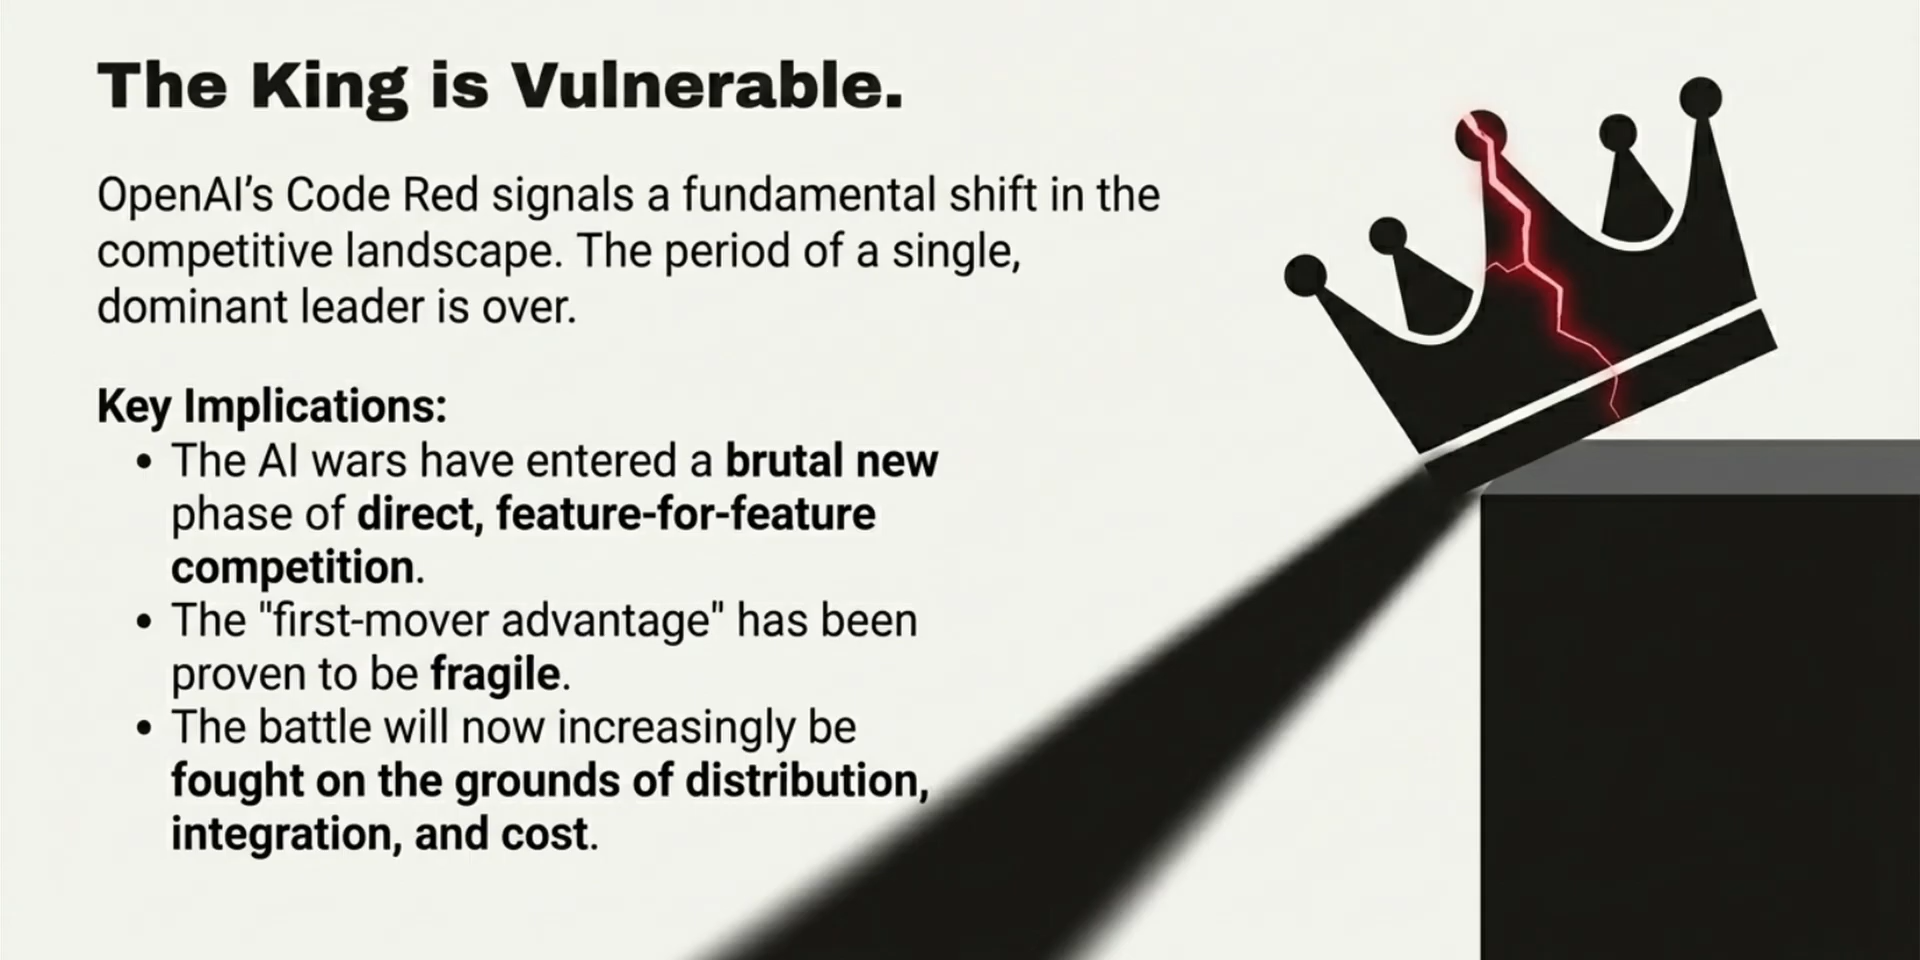 The King is Vulnerable.
OpenAI’s Code Red signals a fundamental shift in the
competitive landscape. The period of a single,
dominant leader is over.
Key Implications:
• The AI wars have entered a brutal new
phase of direct, feature-for-feature
competition.
• The "first-mover advantage" has been
proven to be fragile.
• The battle will now increasingly be
fought on the grounds of distribution,
integration, and cost.